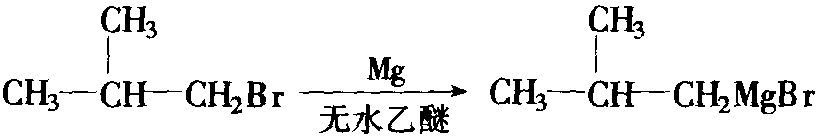 CH₃ CH₃
CH₃—CH—CH₂Br Mg CH₃—CH—CH₂MgBr
无水乙醚